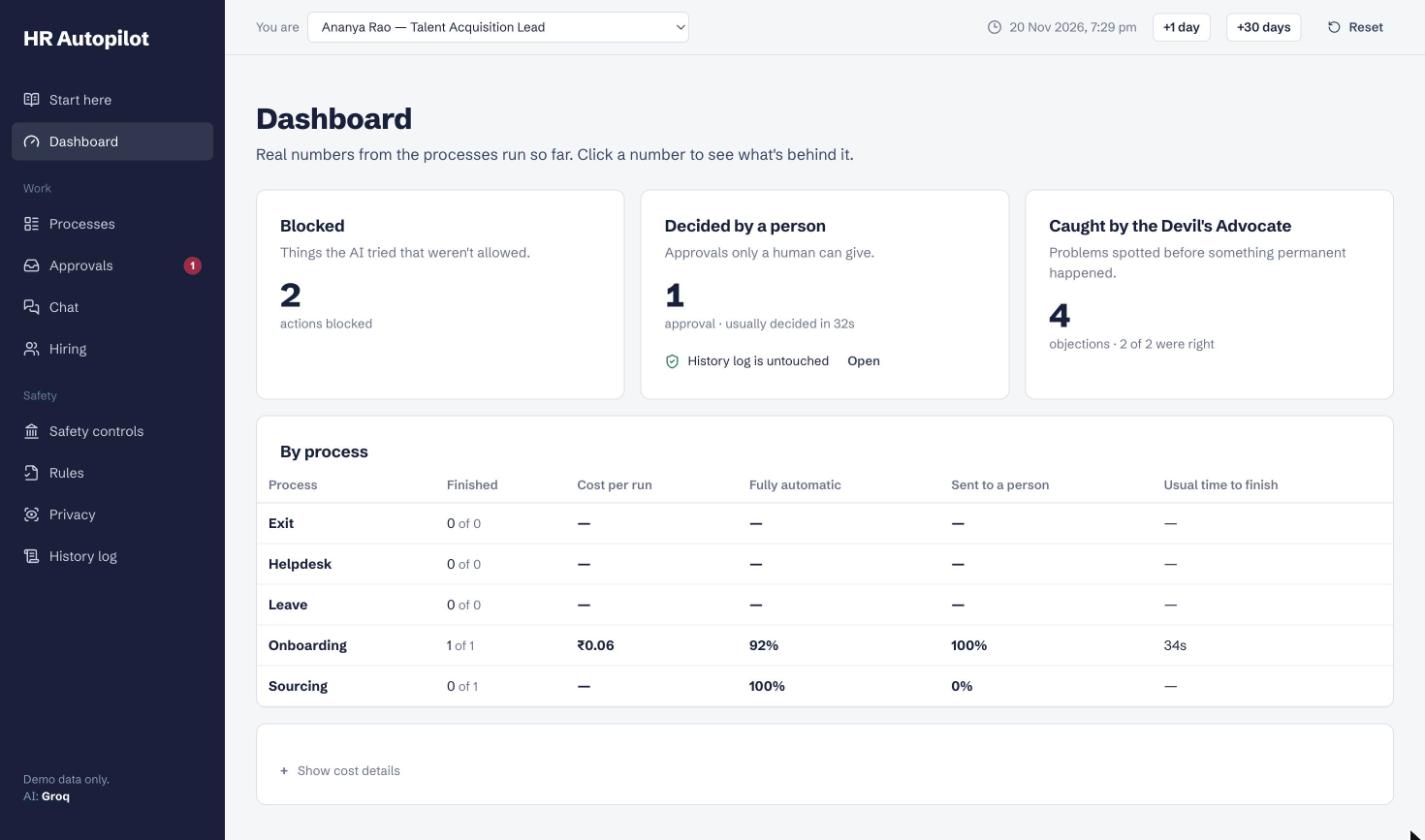 HR Autopilot
Start here
Dashboard
Work
Processes
Approvals 1
Chat
Hiring
Safety
Safety controls
Rules
Privacy
History log
Demo data only.
AI: Groq
You are Ananya Rao — Talent Acquisition Lead 20 Nov 2026, 7:29 pm +1 day +30 days Reset
Dashboard
Real numbers from the processes run so far. Click a number to see what's behind it.
Blocked
Things the AI tried that weren't allowed.
2
actions blocked
Decided by a person
Approvals only a human can give.
1
approval · usually decided in 32s
History log is untouched Open
Caught by the Devil's Advocate
Problems spotted before something permanent
happened.
4
objections · 2 of 2 were right
By process
Process Finished Cost per run Fully automatic Sent to a person Usual time to finish
Exit 0 of 0 — — — —
Helpdesk 0 of 0 — — — —
Leave 0 of 0 — — — —
Onboarding 1 of 1 ₹0.06 92% 100% 34s
Sourcing 0 of 1 — 100% 0% —
+ Show cost details